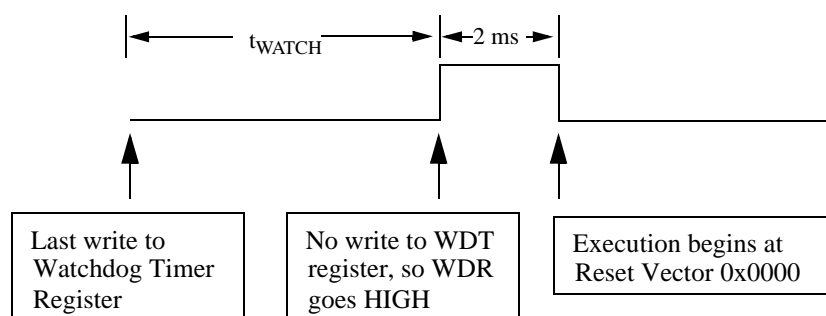 tWATCH
2 ms
Last write to
Watchdog Timer
Register
No write to WDT
register, so WDR
goes HIGH
Execution begins at
Reset Vector 0x0000